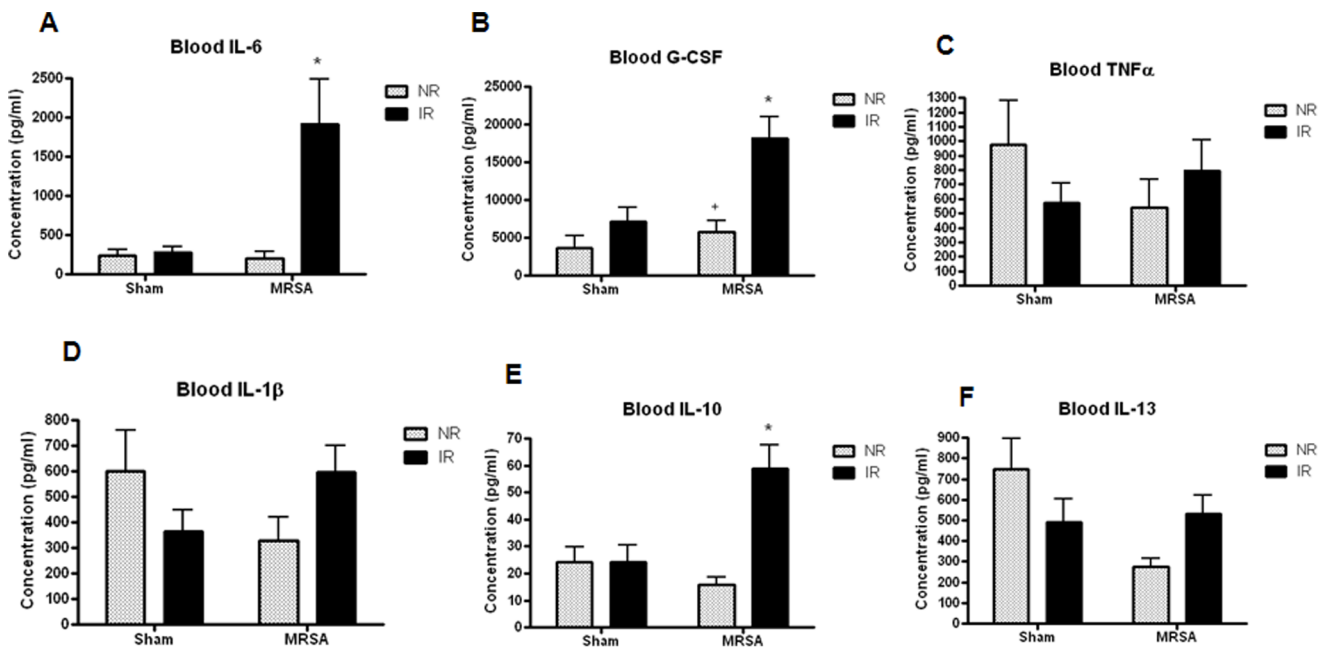 A
Blood IL-6
Concentration (pg/ml)
2500
2000
1500
1000
500
0
*
Sham
MRSA
NR
IR
B
Blood G-CSF
Concentration (pg/ml)
25000
20000
15000
10000
5000
0
+
*
Sham
MRSA
NR
IR
C
Blood TNFα
Concentration (pg/ml)
1300
1200
1100
1000
900
800
700
600
500
400
300
200
100
0
Sham
MRSA
NR
IR
D
Blood IL-1β
Concentration (pg/ml)
800
700
600
500
400
300
200
100
0
Sham
MRSA
NR
IR
E
Blood IL-10
Concentration (pg/ml)
70
60
50
40
30
20
10
0
*
Sham
MRSA
NR
IR
F
Blood IL-13
Concentration (pg/ml)
900
800
700
600
500
400
300
200
100
0
Sham
MRSA
NR
IR